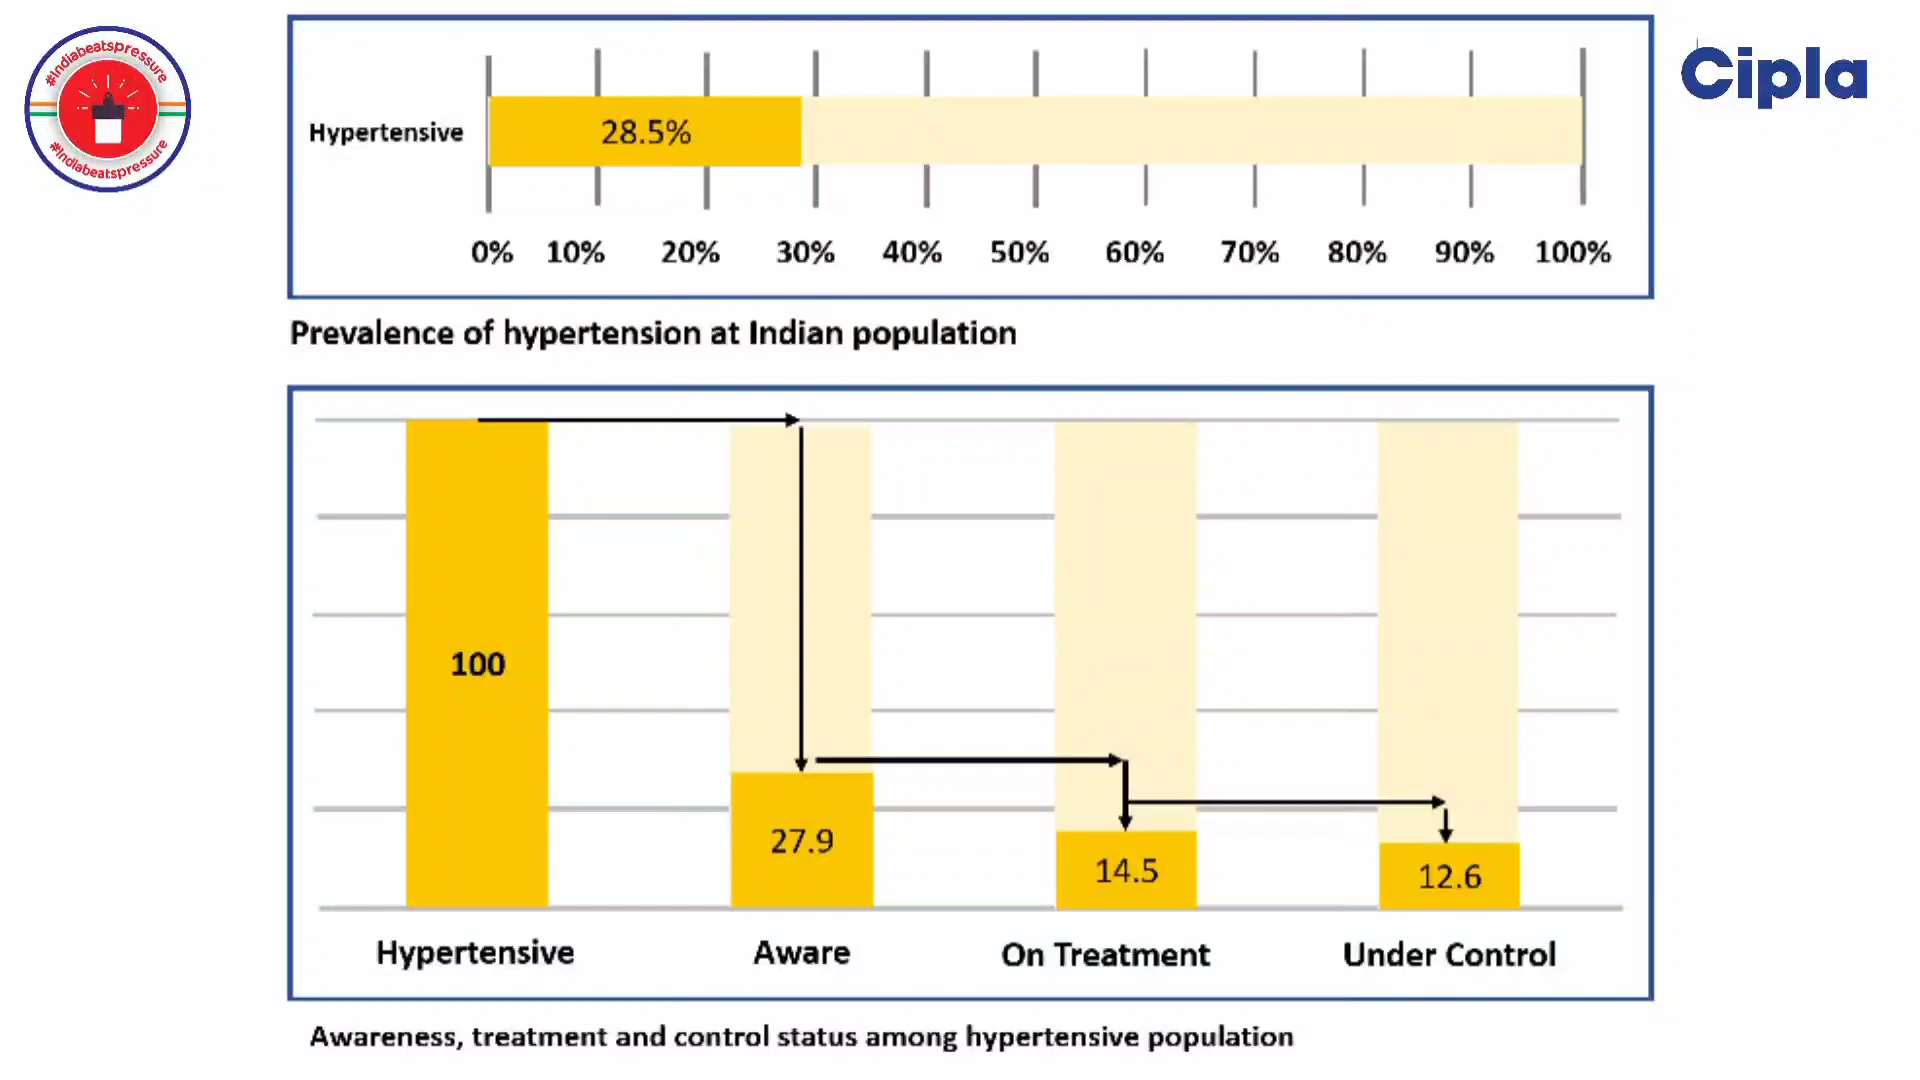 #Indiabeatspressure
#Indiabeatspressure
Cipla
Hypertensive 28.5%
0% 10% 20% 30% 40% 50% 60% 70% 80% 90% 100%
Prevalence of hypertension at Indian population
100
27.9
14.5
12.6
Hypertensive Aware On Treatment Under Control
Awareness, treatment and control status among hypertensive population